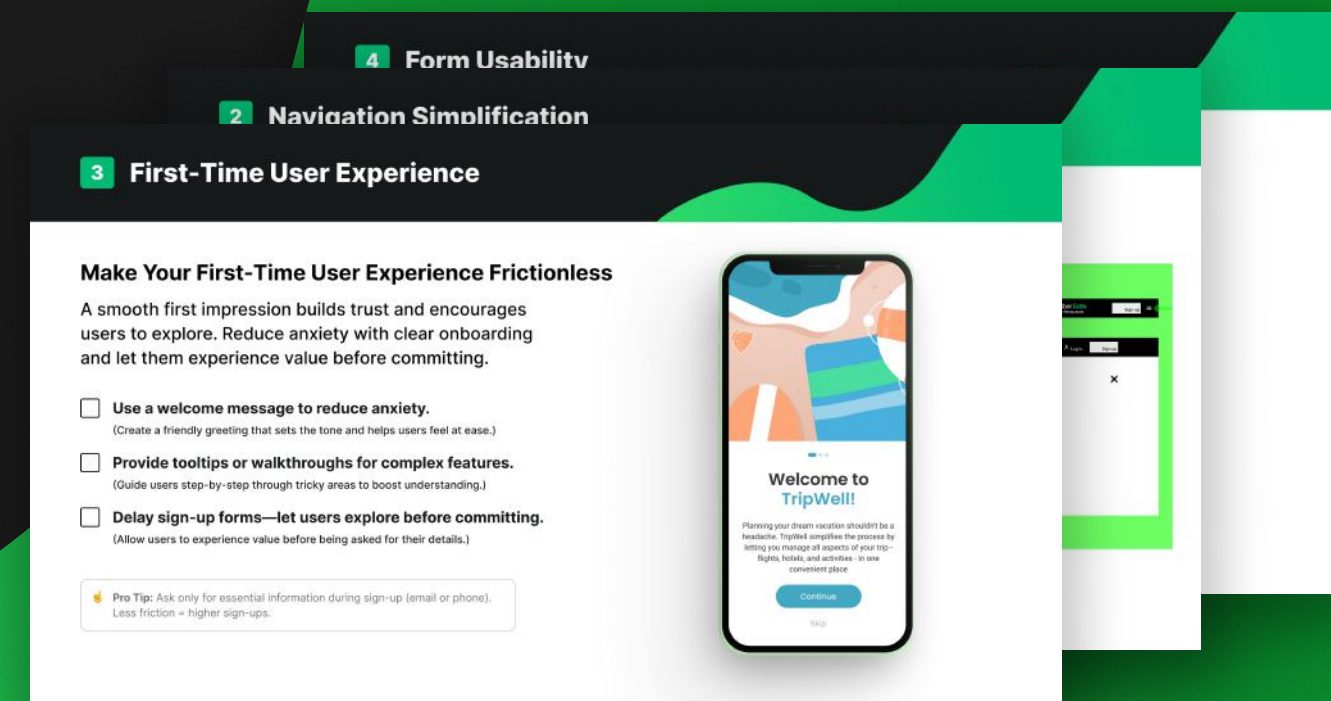 4 Form Usability
2 Navigation Simplification
3 First-Time User Experience
Make Your First-Time User Experience Frictionless
A smooth first impression builds trust and encourages
users to explore. Reduce anxiety with clear onboarding
and let them experience value before committing.
Use a welcome message to reduce anxiety.
(Create a friendly greeting that sets the tone and helps users feel at ease.)
Provide tooltips or walkthroughs for complex features.
(Guide users step-by-step through tricky areas to boost understanding.)
Delay sign-up forms—let users explore before committing.
(Allow users to experience value before being asked for their details.)
Pro Tip: Ask only for essential information during sign-up (email or phone).
Less friction = higher sign-ups.
Welcome to
TripWell!
Planning your dream vacation shouldn't be a
headache. TripWell simplifies the process by
letting you manage all aspects of your trip -
flights, hotels, and activities - in one
convenient place
Continue
Skip
Sign up